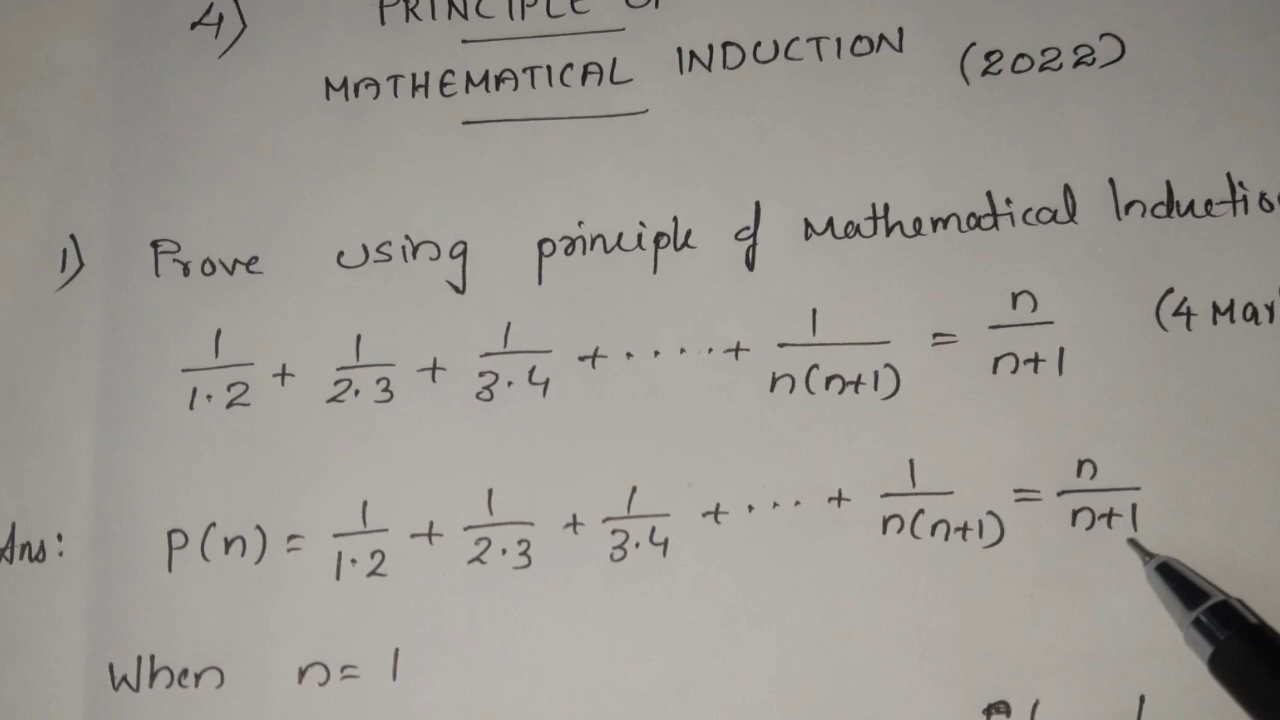 4) PRINCIPLE OF
MATHEMATICAL INDUCTION (2022)
1) Prove using principle of Mathematical Inductio
1/1·2 + 1/2·3 + 1/3·4 + ..... + 1/n(n+1) = n/n+1 (4 Mar
Ans: P(n) = 1/1·2 + 1/2·3 + 1/3·4 + ... + 1/n(n+1) = n/n+1
When n = 1